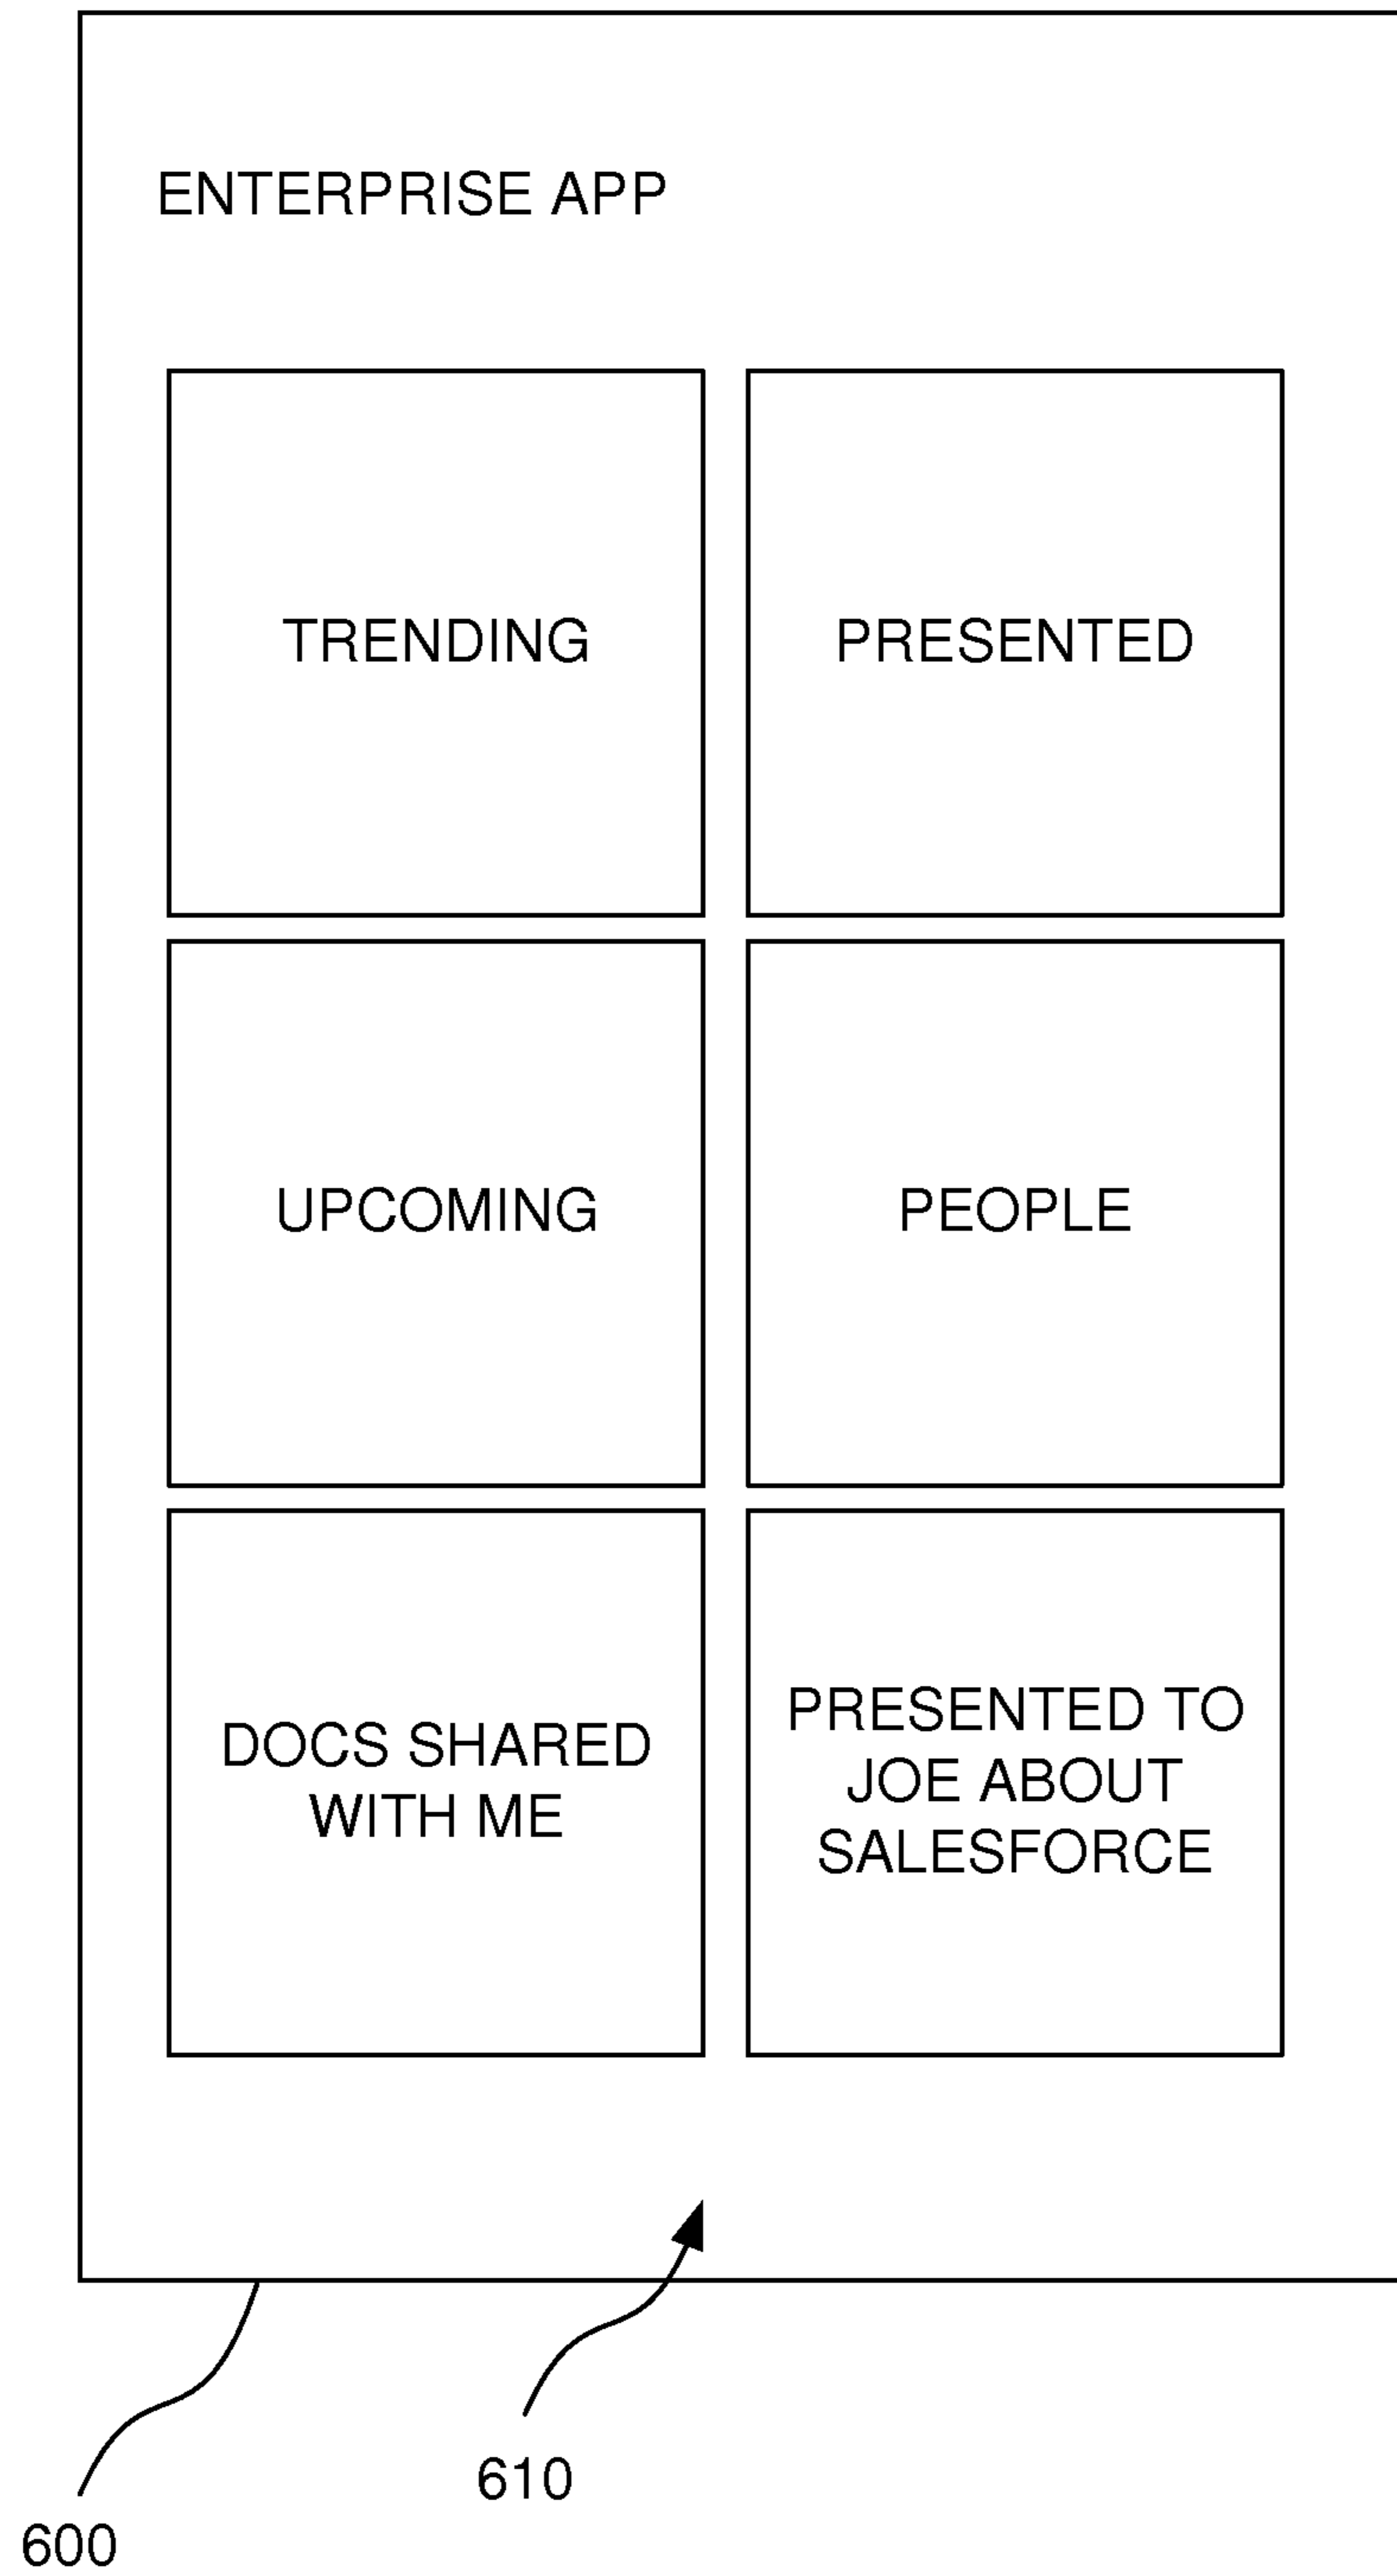 ENTERPRISE APP
TRENDING
PRESENTED
UPCOMING
PEOPLE
DOCS SHARED
WITH ME
PRESENTED TO
JOE ABOUT
SALESFORCE
610
600